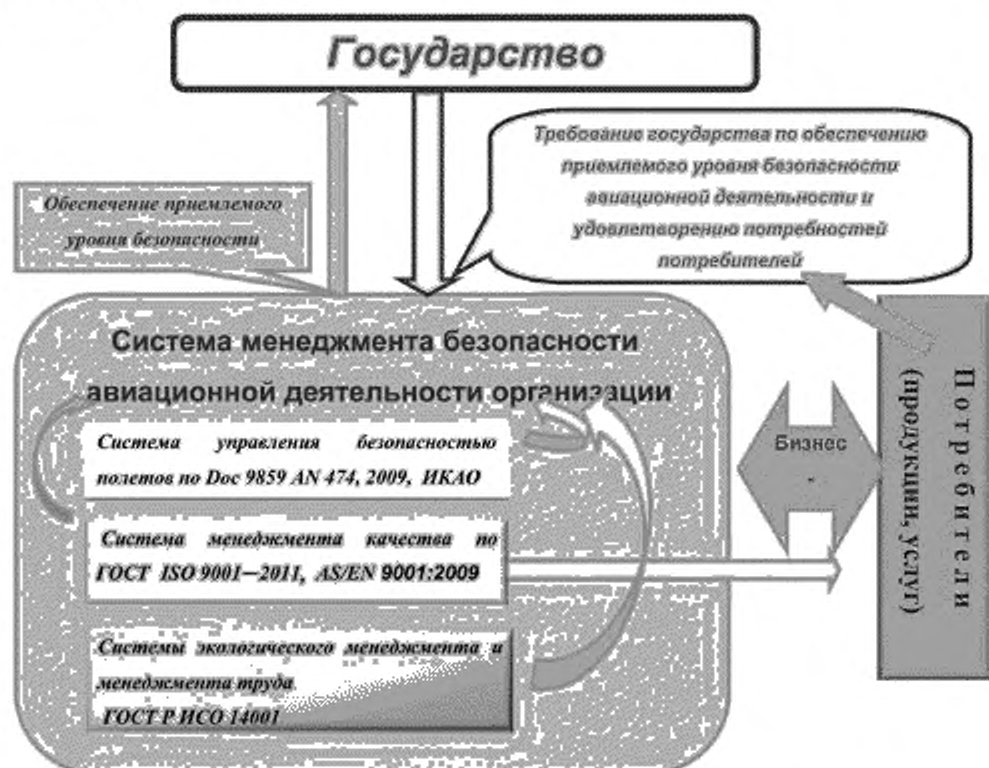 Государство
Требование государства по обеспечению
приемлемого уровня безопасности
авиационной деятельности и
удовлетворению потребностей
потребителей
Обеспечение приемлемого
уровня безопасности
Система менеджмента безопасности
авиационной деятельности организации
Система управления безопасностью
полетов по Doc 9859 AN 474, 2009, ИКАО
Система менеджмента качества по
ГОСТ ISO 9001—2011, AS/EN 9001:2009
Системы экологического менеджмента и
менеджмента труда
ГОСТ Р ИСО 14001
Бизнес
-
Потребители
(продукции, услуг)